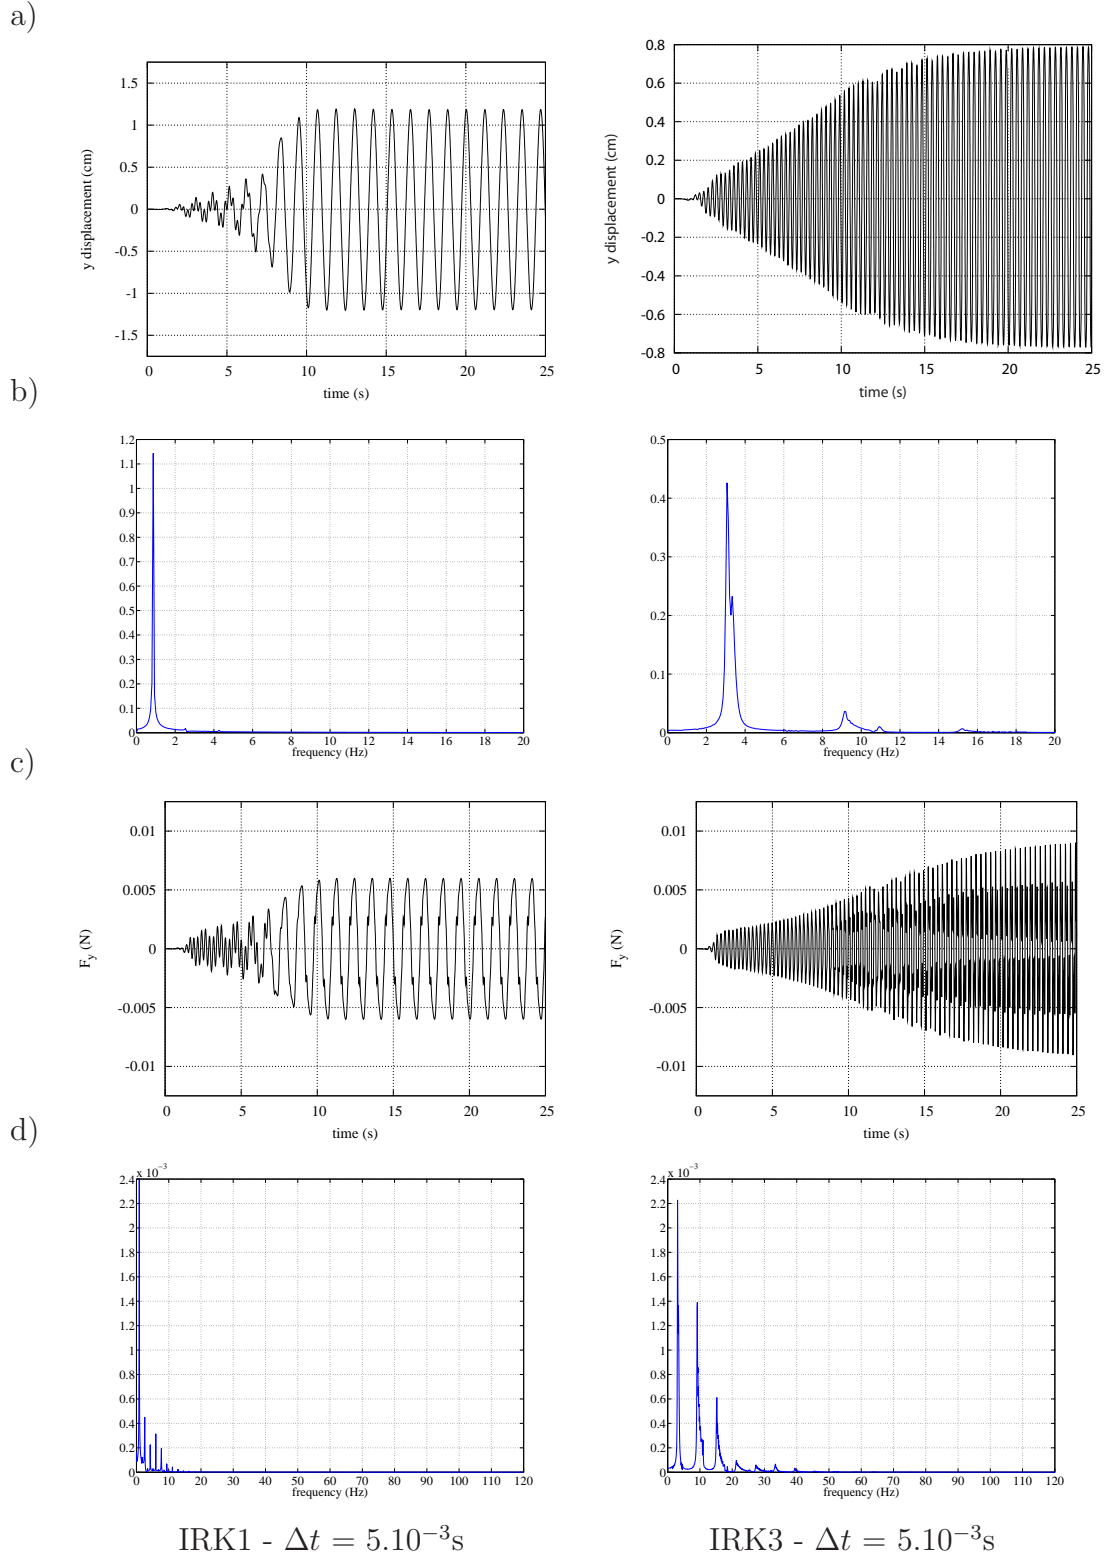 a)
1.5
1
0.5
0
-0.5
-1
-1.5
y displacement (cm)
0 5 10 15 20 25
time (s)
0.8
0.6
0.4
0.2
0
-0.2
-0.4
-0.6
-0.8
y displacement (cm)
0 5 10 15 20 25
time (s)
b)
1.2
1.1
1
0.9
0.8
0.7
0.6
0.5
0.4
0.3
0.2
0.1
0
0 2 4 6 8 10 12 14 16 18 20
frequency (Hz)
0.5
0.4
0.3
0.2
0.1
0
0 2 4 6 8 10 12 14 16 18 20
frequency (Hz)
c)
0.01
0.005
0
-0.005
-0.01
F_y (N)
0 5 10 15 20 25
time (s)
0.01
0.005
0
-0.005
-0.01
F_y (N)
0 5 10 15 20 25
time (s)
d)
x 10⁻³
2.4
2.2
2
1.8
1.6
1.4
1.2
1
0.8
0.6
0.4
0.2
0
0 10 20 30 40 50 60 70 80 90 100 110 120
frequency (Hz)
x 10⁻³
2.4
2.2
2
1.8
1.6
1.4
1.2
1
0.8
0.6
0.4
0.2
0
0 10 20 30 40 50 60 70 80 90 100 110 120
frequency (Hz)
IRK1 - Δt = 5.10⁻³s
IRK3 - Δt = 5.10⁻³s